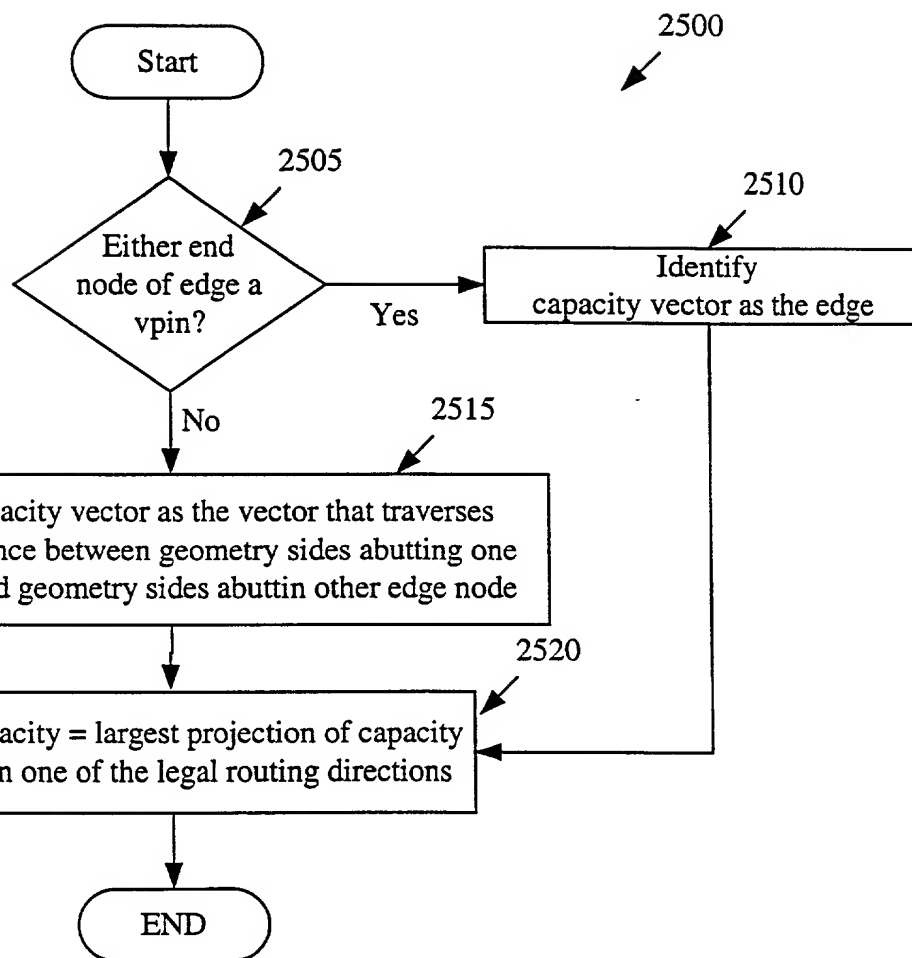 2500
Start
2505
Either end
node of edge a
vpin?
Yes
2510
Identify
capacity vector as the edge
No
2515
acity vector as the vector that traverses
nce between geometry sides abutting one
d geometry sides abuttin other edge node
2520
acity = largest projection of capacity
n one of the legal routing directions
END